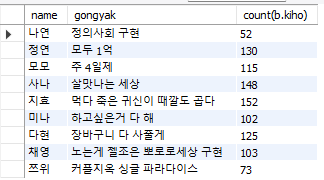 name gongyak count(b.kiho)
나연 정의사회 구현 52
정연 모두 1억 130
모모 주 4일제 115
사나 살맛나는 세상 148
지효 먹다 죽은 귀신이 때깔도 곱다 152
미나 하고싶은거 다 해 102
다현 장바구니 다 사줄게 125
채영 노는게 젤조은 뽀로로세상 구현 103
쯔위 커플지옥 싱글 파라다이스 73